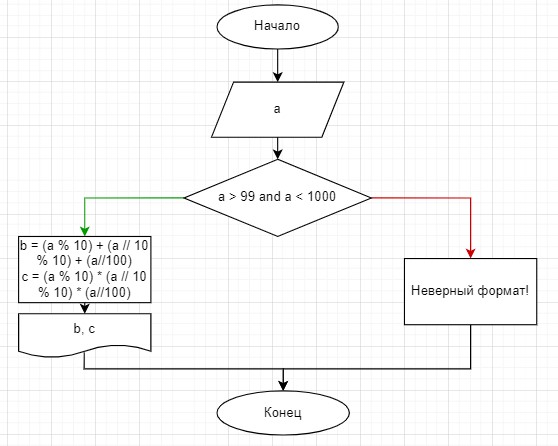 Начало
a
a > 99 and a < 1000
b = (a % 10) + (a // 10
% 10) + (a//100)
c = (a % 10) * (a // 10
% 10) * (a//100)
Неверный формат!
b, c
Конец